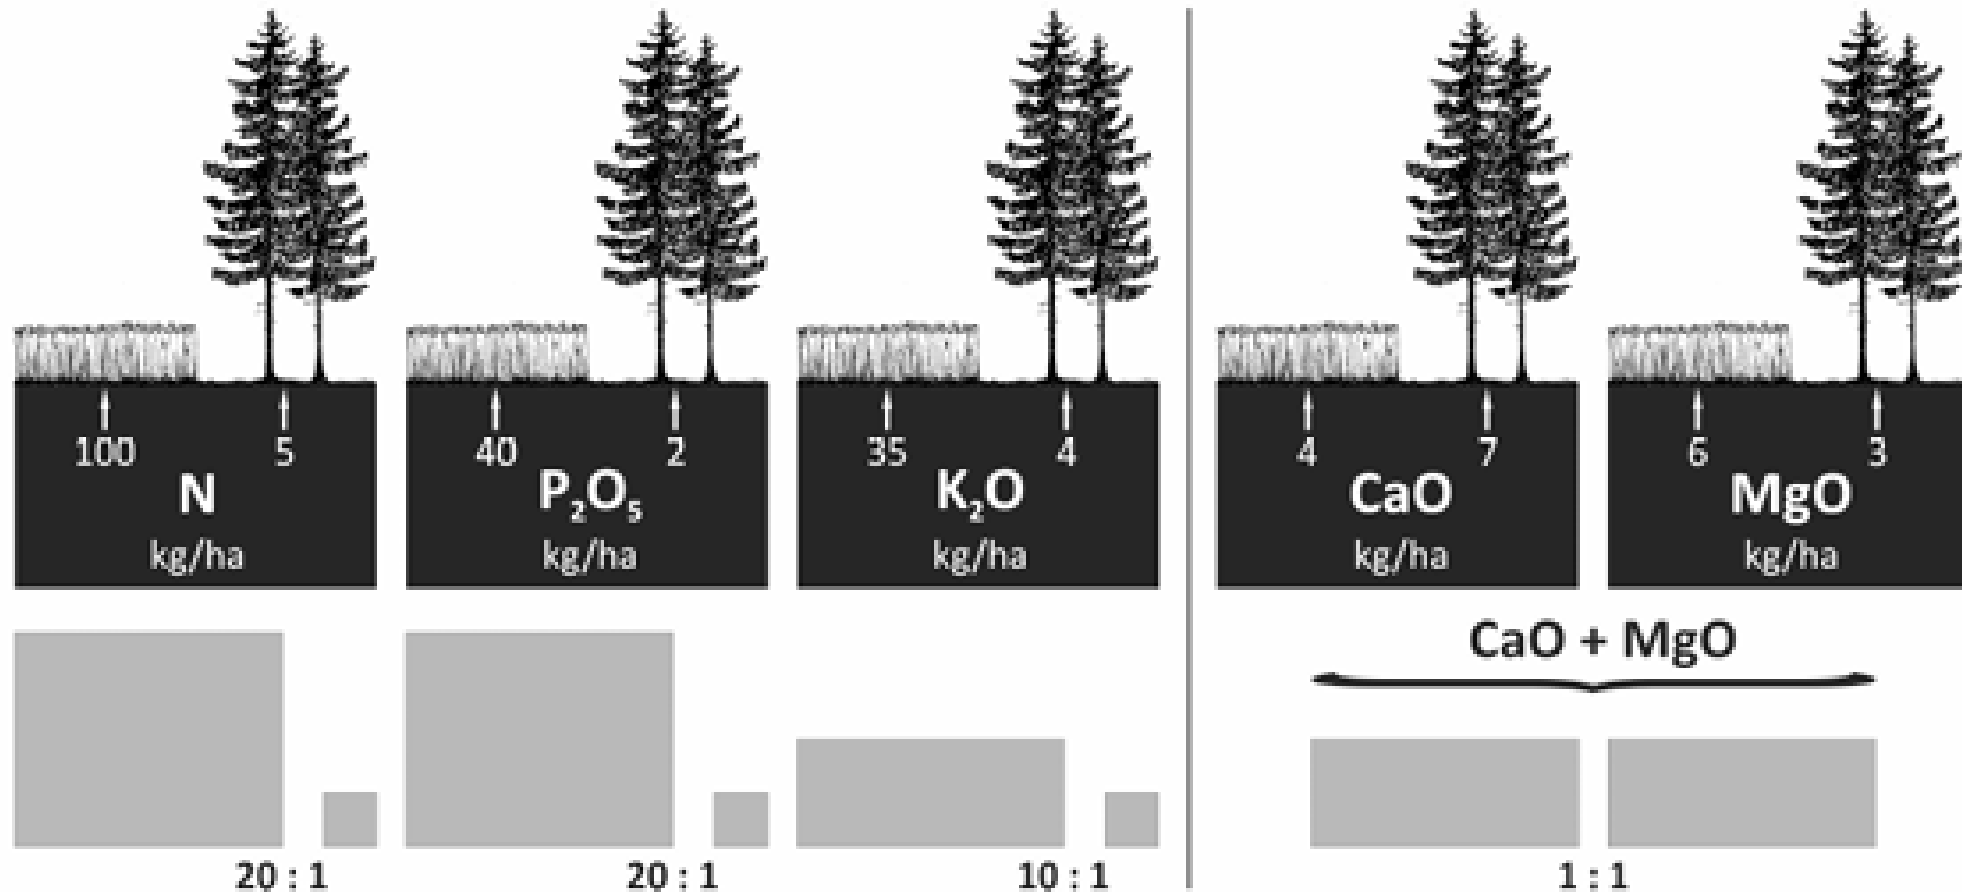 100 5 40 2 35 4 4 7 6 3
N P₂O₅ K₂O CaO MgO
kg/ha kg/ha kg/ha kg/ha kg/ha
CaO + MgO
20 : 1 20 : 1 10 : 1 1 : 1